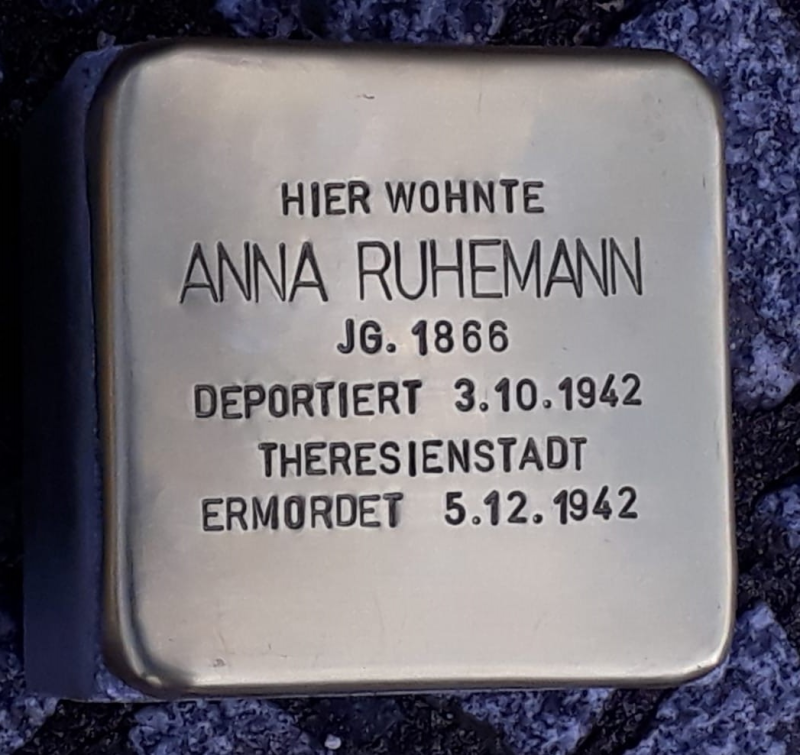 HIER WOHNTE
ANNA RUHEMANN
JG. 1866
DEPORTIERT 3.10.1942
THERESIENSTADT
ERMORDET 5.12.1942